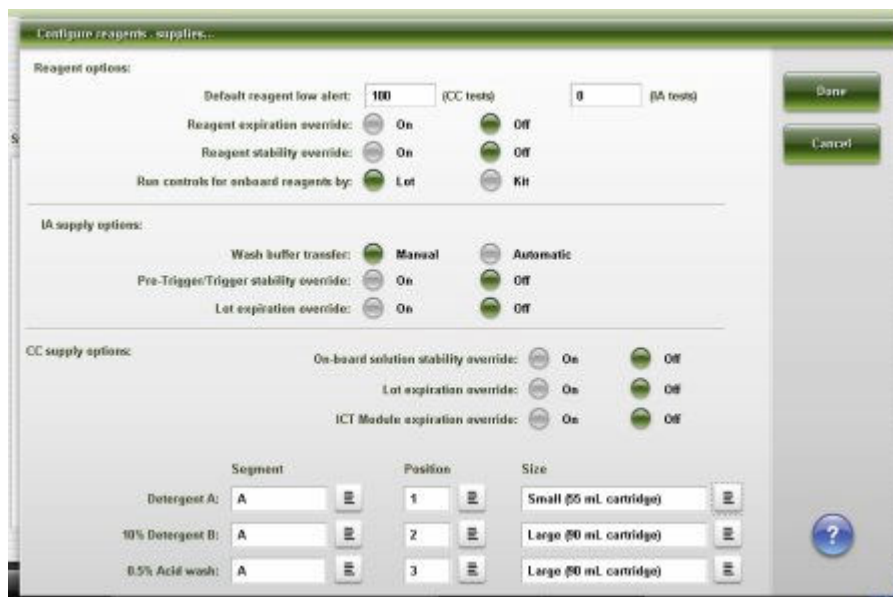 Configure reagents - supplies...
Reagent options:
Default reagent low alert: 100 (CC tests) 0 (IA tests)
Reagent expiration override: On Off
Reagent stability override: On Off
Run controls for onboard reagents by: Lot Kit
IA supply options:
Wash buffer transfer: Manual Automatic
Pre-Trigger/Trigger stability override: On Off
Lot expiration override: On Off
CC supply options:
On-board solution stability override: On Off
Lot expiration override: On Off
ICT Module expiration override: On Off
Segment Position Size
Detergent A: A 1 Small (55 mL cartridge)
10% Detergent B: A 2 Large (90 mL cartridge)
0.5% Acid wash: A 3 Large (90 mL cartridge)
Done
Cancel
?